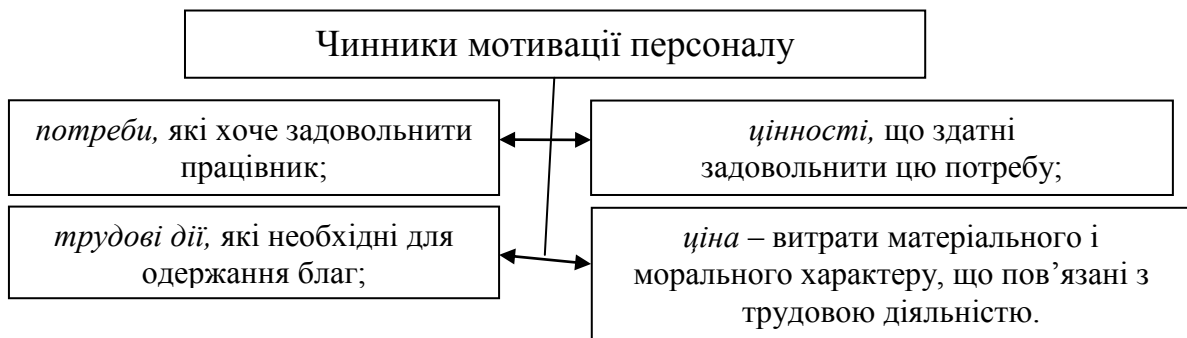 Чинники мотивації персоналу
потреби, які хоче задовольнити
працівник;
цінності, що здатні
задовольнити цю потребу;
трудові дії, які необхідні для
одержання благ;
ціна – витрати матеріального і
морального характеру, що пов’язані з
трудовою діяльністю.